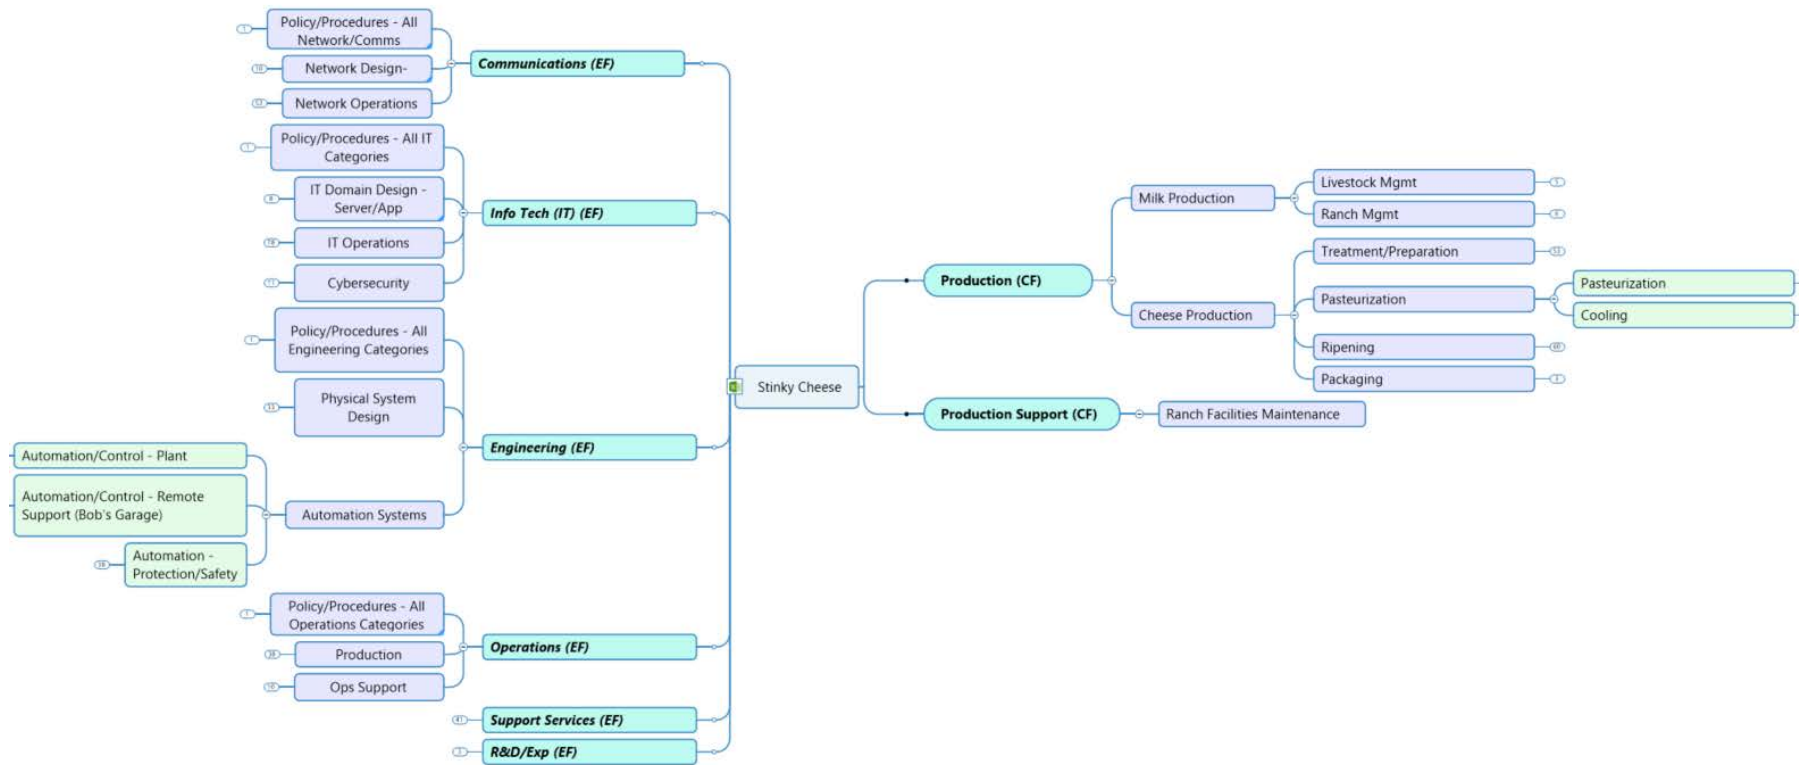 Policy/Procedures - All
Network/Comms
Network Design-
Network Operations
Communications (EF)
Policy/Procedures - All IT
Categories
IT Domain Design -
Server/App
IT Operations
Cybersecurity
Info Tech (IT) (EF)
Policy/Procedures - All
Engineering Categories
Physical System
Design
Engineering (EF)
Automation/Control - Plant
Automation/Control - Remote
Support (Bob's Garage)
Automation -
Protection/Safety
Automation Systems
Policy/Procedures - All
Operations Categories
Production
Ops Support
Operations (EF)
Support Services (EF)
R&D/Exp (EF)
Stinky Cheese
Production (CF)
Milk Production
Livestock Mgmt
Ranch Mgmt
Cheese Production
Treatment/Preparation
Pasteurization
Pasteurization
Cooling
Ripening
Packaging
Production Support (CF)
Ranch Facilities Maintenance